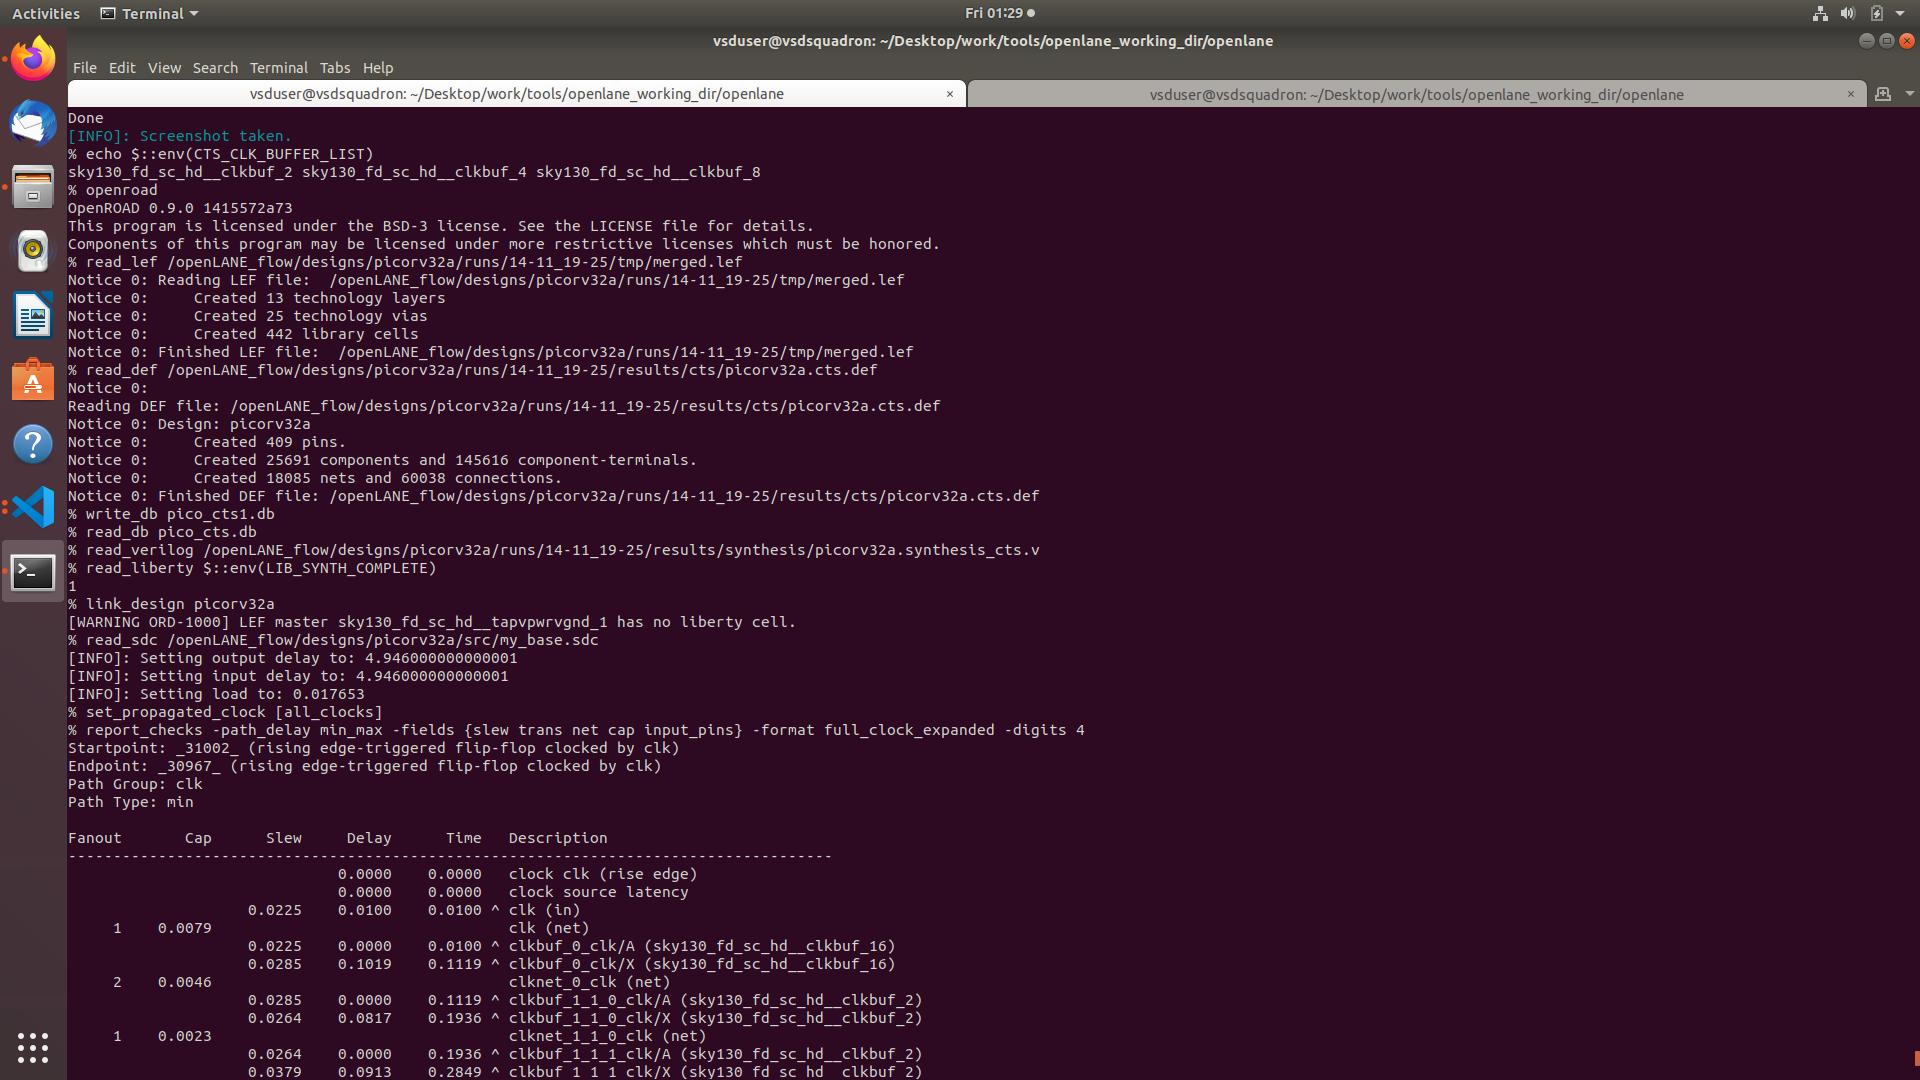 Activities Terminal Fri 01:29
vsduser@vsdsquadron: ~/Desktop/work/tools/openlane_working_dir/openlane
File Edit View Search Terminal Tabs Help
vsduser@vsdsquadron: ~/Desktop/work/tools/openlane_working_dir/openlane × vsduser@vsdsquadron: ~/Desktop/work/tools/openlane_working_dir/openlane ×
Done
[INFO]: Screenshot taken.
% echo $::env(CTS_CLK_BUFFER_LIST)
sky130_fd_sc_hd__clkbuf_2 sky130_fd_sc_hd__clkbuf_4 sky130_fd_sc_hd__clkbuf_8
% openroad
OpenROAD 0.9.0 1415572a73
This program is licensed under the BSD-3 license. See the LICENSE file for details.
Components of this program may be licensed under more restrictive licenses which must be honored.
% read_lef /openLANE_flow/designs/picorv32a/runs/14-11_19-25/tmp/merged.lef
Notice 0: Reading LEF file:  /openLANE_flow/designs/picorv32a/runs/14-11_19-25/tmp/merged.lef
Notice 0:     Created 13 technology layers
Notice 0:     Created 25 technology vias
Notice 0:     Created 442 library cells
Notice 0: Finished LEF file:  /openLANE_flow/designs/picorv32a/runs/14-11_19-25/tmp/merged.lef
% read_def /openLANE_flow/designs/picorv32a/runs/14-11_19-25/results/cts/picorv32a.cts.def
Notice 0:
Reading DEF file: /openLANE_flow/designs/picorv32a/runs/14-11_19-25/results/cts/picorv32a.cts.def
Notice 0: Design: picorv32a
Notice 0:     Created 409 pins.
Notice 0:     Created 25691 components and 145616 component-terminals.
Notice 0:     Created 18085 nets and 60038 connections.
Notice 0: Finished DEF file: /openLANE_flow/designs/picorv32a/runs/14-11_19-25/results/cts/picorv32a.cts.def
% write_db pico_cts1.db
% read_db pico_cts.db
% read_verilog /openLANE_flow/designs/picorv32a/runs/14-11_19-25/results/synthesis/picorv32a.synthesis_cts.v
% read_liberty $::env(LIB_SYNTH_COMPLETE)
1
% link_design picorv32a
[WARNING ORD-1000] LEF master sky130_fd_sc_hd__tapvpwrvgnd_1 has no liberty cell.
% read_sdc /openLANE_flow/designs/picorv32a/src/my_base.sdc
[INFO]: Setting output delay to: 4.946000000000001
[INFO]: Setting input delay to: 4.946000000000001
[INFO]: Setting load to: 0.017653
% set_propagated_clock [all_clocks]
% report_checks -path_delay min_max -fields {slew trans net cap input_pins} -format full_clock_expanded -digits 4
Startpoint: _31002_ (rising edge-triggered flip-flop clocked by clk)
Endpoint: _30967_ (rising edge-triggered flip-flop clocked by clk)
Path Group: clk
Path Type: min
Fanout       Cap      Slew     Delay      Time   Description
-------------------------------------------------------------------------------------
0.0000    0.0000   clock clk (rise edge)
0.0000    0.0000   clock source latency
0.0225    0.0100    0.0100 ^ clk (in)
1    0.0079                                 clk (net)
0.0225    0.0000    0.0100 ^ clkbuf_0_clk/A (sky130_fd_sc_hd__clkbuf_16)
0.0285    0.1019    0.1119 ^ clkbuf_0_clk/X (sky130_fd_sc_hd__clkbuf_16)
2    0.0046                                 clknet_0_clk (net)
0.0285    0.0000    0.1119 ^ clkbuf_1_1_0_clk/A (sky130_fd_sc_hd__clkbuf_2)
0.0264    0.0817    0.1936 ^ clkbuf_1_1_0_clk/X (sky130_fd_sc_hd__clkbuf_2)
1    0.0023                                 clknet_1_1_0_clk (net)
0.0264    0.0000    0.1936 ^ clkbuf_1_1_1_clk/A (sky130_fd_sc_hd__clkbuf_2)
0.0379    0.0913    0.2849 ^ clkbuf_1_1_1_clk/X (sky130_fd_sc_hd__clkbuf_2)